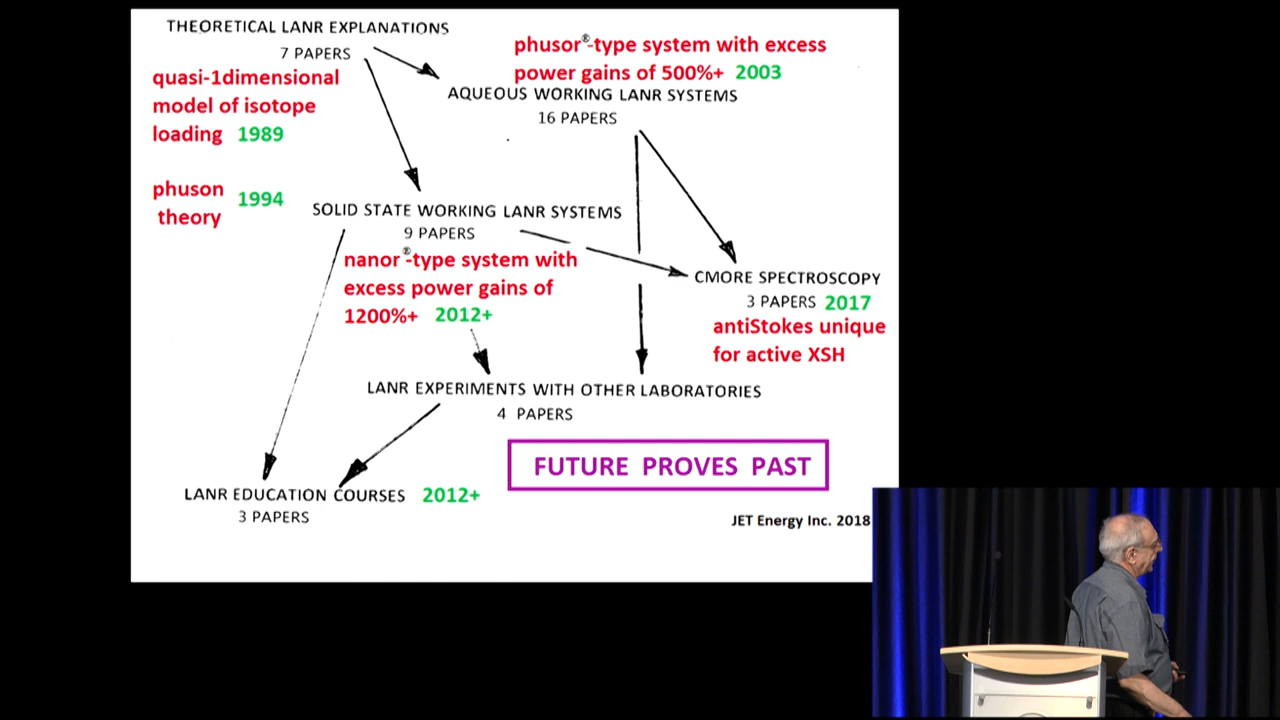 THEORETICAL LANR EXPLANATIONS
7 PAPERS
quasi-1dimensional
model of isotope
loading 1989
phusor®-type system with excess
power gains of 500%+ 2003
AQUEOUS WORKING LANR SYSTEMS
16 PAPERS
phuson
theory 1994
SOLID STATE WORKING LANR SYSTEMS
9 PAPERS
nanor®-type system with
excess power gains of
1200%+ 2012+
CMORE SPECTROSCOPY
3 PAPERS 2017
antiStokes unique
for active XSH
LANR EXPERIMENTS WITH OTHER LABORATORIES
4 PAPERS
FUTURE PROVES PAST
LANR EDUCATION COURSES 2012+
3 PAPERS
JET Energy Inc. 2018